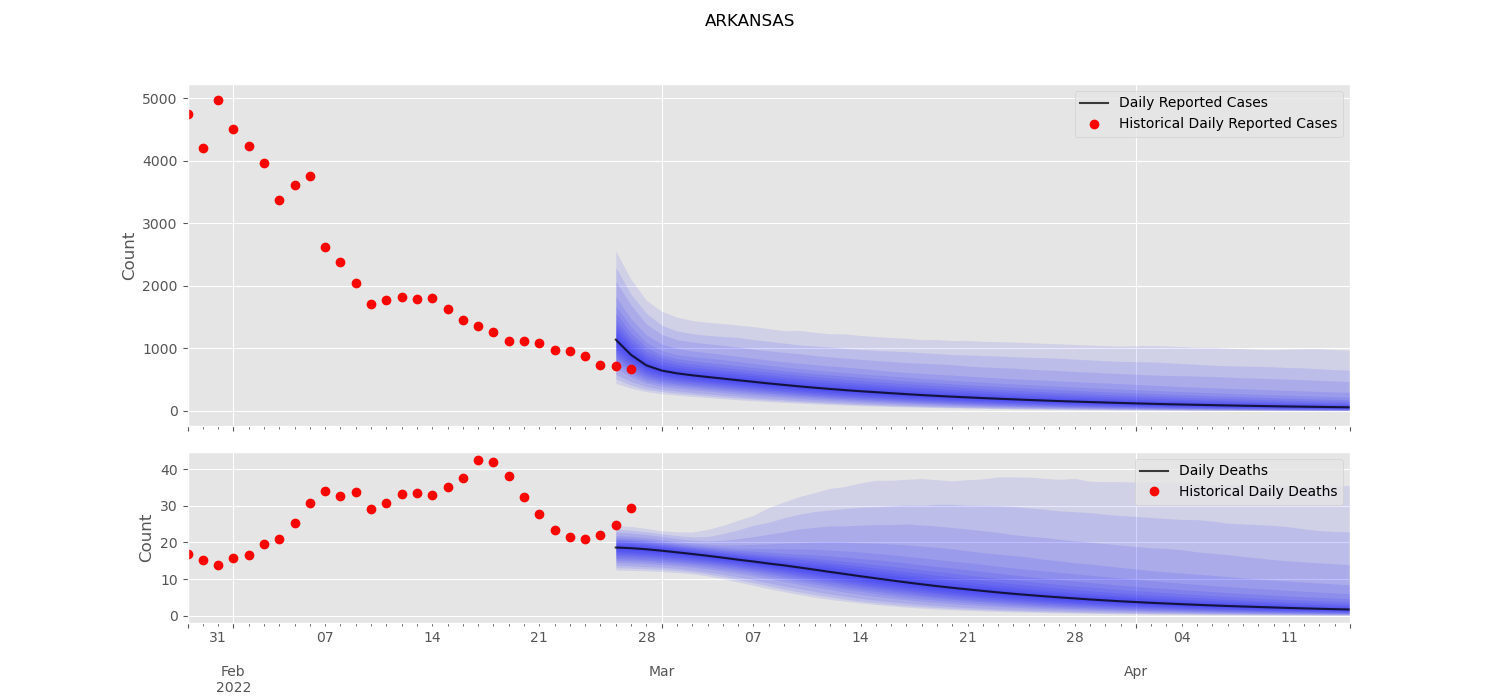 ARKANSAS
5000
4000
3000
2000
1000
0
Count
Daily Reported Cases
Historical Daily Reported Cases
40
30
20
10
0
Count
Daily Deaths
Historical Daily Deaths
31 07 14 21 28 07 14 21 28 04 11
Feb Mar Apr
2022